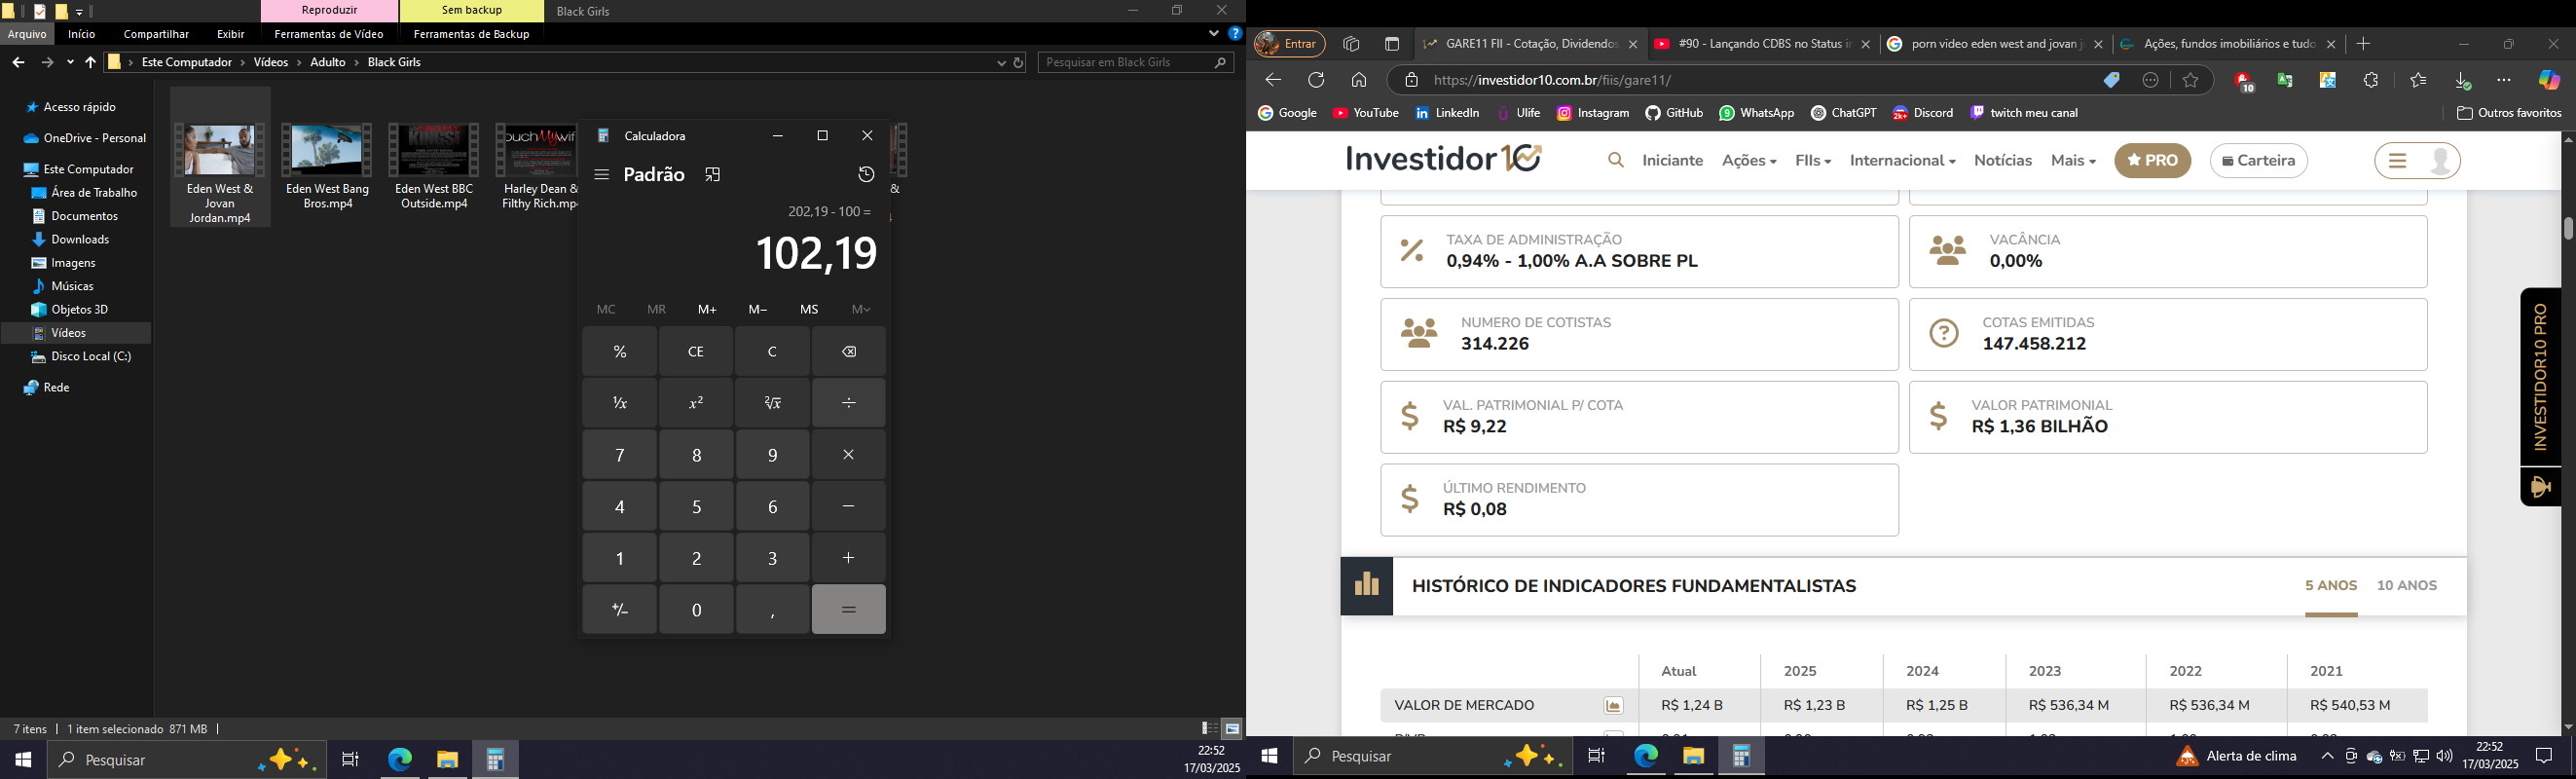 Reproduzir
Sem backup
Black Girls
Arquivo
Início
Compartilhar
Exibir
Ferramentas de Vídeo
Ferramentas de Backup
Este Computador > Vídeos > Adulto > Black Girls
Pesquisar em Black Girls
Acesso rápido
OneDrive - Personal
Este Computador
Área de Trabalho
Documentos
Downloads
Imagens
Músicas
Objetos 3D
Vídeos
Disco Local (C:)
Rede
Eden West &
Jovan
Jordan.mp4
Eden West Bang
Bros.mp4
KINGS!
Eden West BBC
Outside.mp4
ouchMywif
Harley Dean &
Filthy Rich.mp4
&
Calculadora
Padrão
202,19 - 100 =
102,19
MC MR M+ M− MS M
% CE C
¹/x x² ²√x ÷
7 8 9 ×
4 5 6 −
1 2 3 +
+/− 0 , =
7 itens
1 item selecionado 871 MB
Pesquisar
22:52
17/03/2025
Entrar
GARE11 FII - Cotação, Dividendos
#90 - Lançando CDBS no Status i
porn video eden west and jovan j
Ações, fundos imobiliários e tudo
https://investidor10.com.br/fiis/gare11/
10
Google
YouTube
LinkedIn
Ulife
Instagram
GitHub
WhatsApp
ChatGPT
Discord
twitch meu canal
Outros favoritos
Investidor10
Iniciante
Ações
FIIs
Internacional
Notícias
Mais
PRO
Carteira
TAXA DE ADMINISTRAÇÃO
0,94% - 1,00% A.A SOBRE PL
VACÂNCIA
0,00%
NUMERO DE COTISTAS
314.226
COTAS EMITIDAS
147.458.212
VAL. PATRIMONIAL P/ COTA
R$ 9,22
VALOR PATRIMONIAL
R$ 1,36 BILHÃO
ÚLTIMO RENDIMENTO
R$ 0,08
INVESTIDOR10 PRO
HISTÓRICO DE INDICADORES FUNDAMENTALISTAS
5 ANOS
10 ANOS
Atual 2025 2024 2023 2022 2021
VALOR DE MERCADO R$ 1,24 B R$ 1,23 B R$ 1,25 B R$ 536,34 M R$ 536,34 M R$ 540,53 M
Pesquisar
Alerta de clima
22:52
17/03/2025